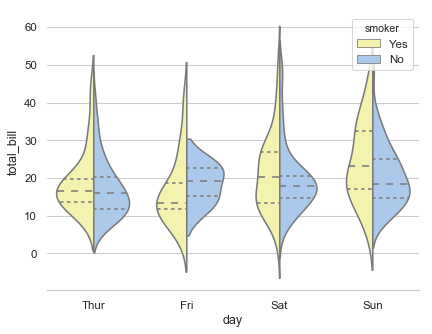 60
50
40
30
20
10
0
total_bill
smoker
Yes
No
Thur Fri Sat Sun
day